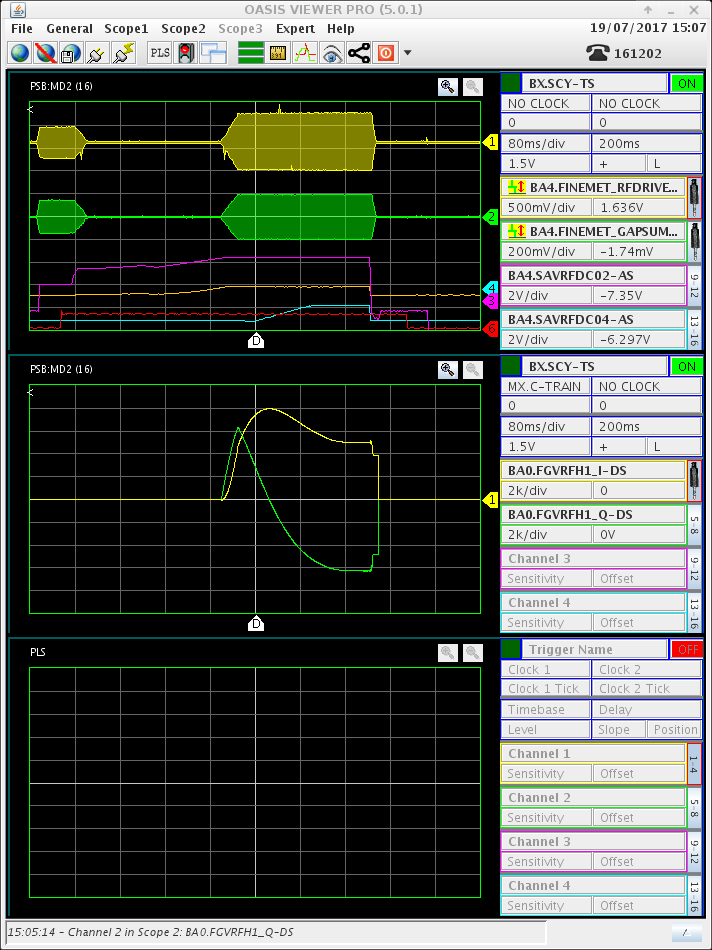 OASIS VIEWER PRO (5.0.1)
File General Scope1 Scope2 Scope3 Expert Help
19/07/2017 15:07
PLS
161202
PSB:MD2 (16)
<
1
2
4
3
D
BX.SCY-TS ON
NO CLOCK NO CLOCK
0 0
80ms/div 200ms
1.5V + L
BA4.FINEMET_RFDRIVE...
500mV/div 1.636V
BA4.FINEMET_GAPSUM...
200mV/div -1.74mV
BA4.SAVRFDC02-AS
2V/div -7.35V
9-12
BA4.SAVRFDC04-AS
2V/div -6.297V
13-16
PSB:MD2 (16)
<
1
D
BX.SCY-TS ON
MX.C-TRAIN NO CLOCK
0 0
80ms/div 200ms
1.5V + L
BA0.FGVRFH1_I-DS
2k/div 0
BA0.FGVRFH1_Q-DS
2k/div 0V
5-8
Channel 3
Sensitivity Offset
9-12
Channel 4
Sensitivity Offset
13-16
PLS
Trigger Name OFF
Clock 1 Clock 2
Clock 1 Tick Clock 2 Tick
Timebase Delay
Level Slope Position
Channel 1
Sensitivity Offset
1-4
Channel 2
Sensitivity Offset
5-8
Channel 3
Sensitivity Offset
9-12
Channel 4
Sensitivity Offset
13-16
15:05:14 - Channel 2 in Scope 2: BA0.FGVRFH1_Q-DS